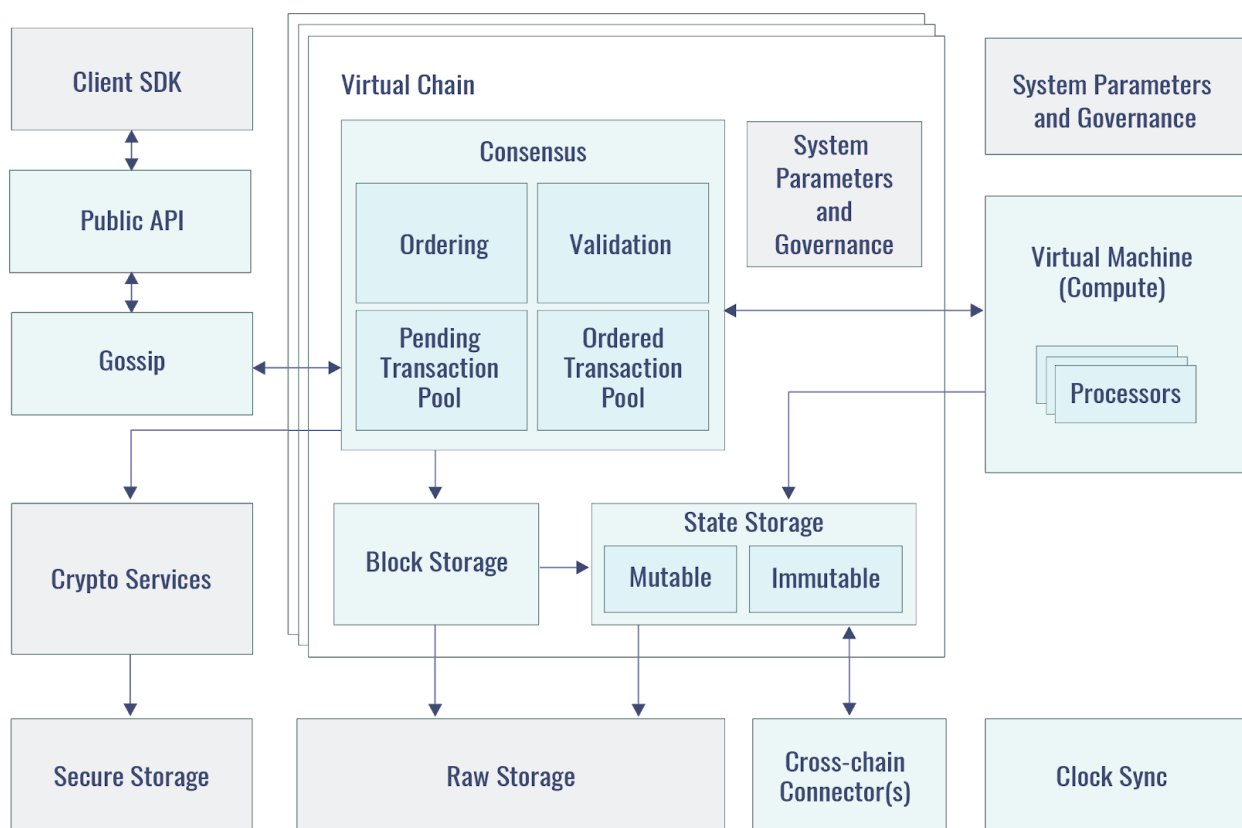 Client SDK
Public API
Gossip
Crypto Services
Secure Storage
Virtual Chain
Consensus
Ordering
Validation
Pending
Transaction
Pool
Ordered
Transaction
Pool
System
Parameters
and
Governance
Block Storage
State Storage
Mutable
Immutable
Raw Storage
Cross-chain
Connector(s)
System Parameters
and Governance
Virtual Machine
(Compute)
Processors
Clock Sync